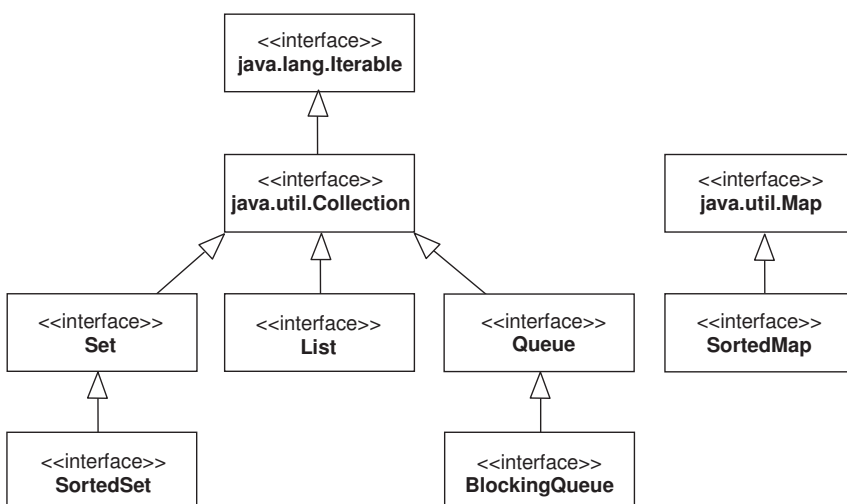 <<interface>>
java.lang.Iterable
<<interface>>
java.util.Collection
<<interface>>
java.util.Map
<<interface>>
Set
<<interface>>
List
<<interface>>
Queue
<<interface>>
SortedMap
<<interface>>
SortedSet
<<interface>>
BlockingQueue